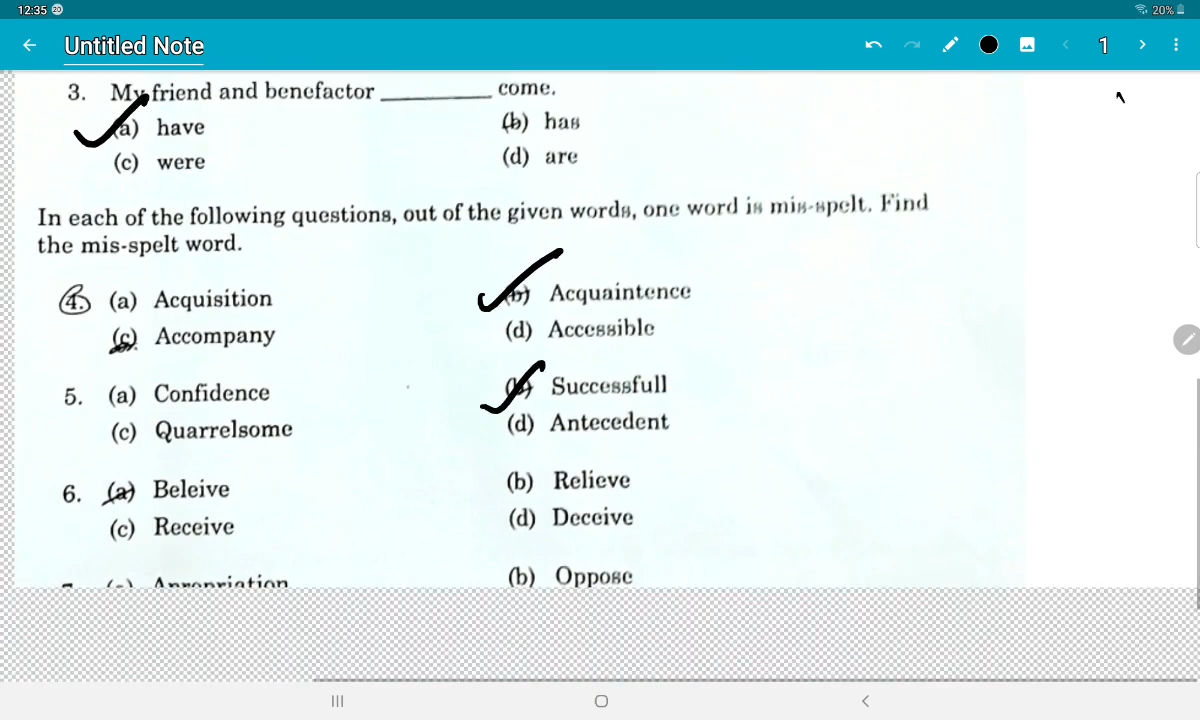 12:35 20 20%
Untitled Note 1
3. My friend and benefactor __________ come.
(a) have (b) has
(c) were (d) are
In each of the following questions, out of the given words, one word is mis-spelt. Find
the mis-spelt word.
4. (a) Acquisition (b) Acquaintence
(c) Accompany (d) Accessible
5. (a) Confidence (b) Successfull
(c) Quarrelsome (d) Antecedent
6. (a) Beleive (b) Relieve
(c) Receive (d) Deceive
(b) Oppose